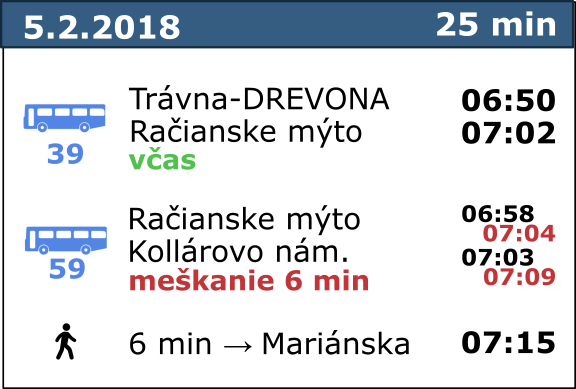 5.2.2018 25 min
Trávna-DREVONA 06:50
Račianske mýto 07:02
39
včas
Račianske mýto 06:58
07:04
Kollárovo nám. 07:03
59
meškanie 6 min 07:09
6 min → Mariánska 07:15